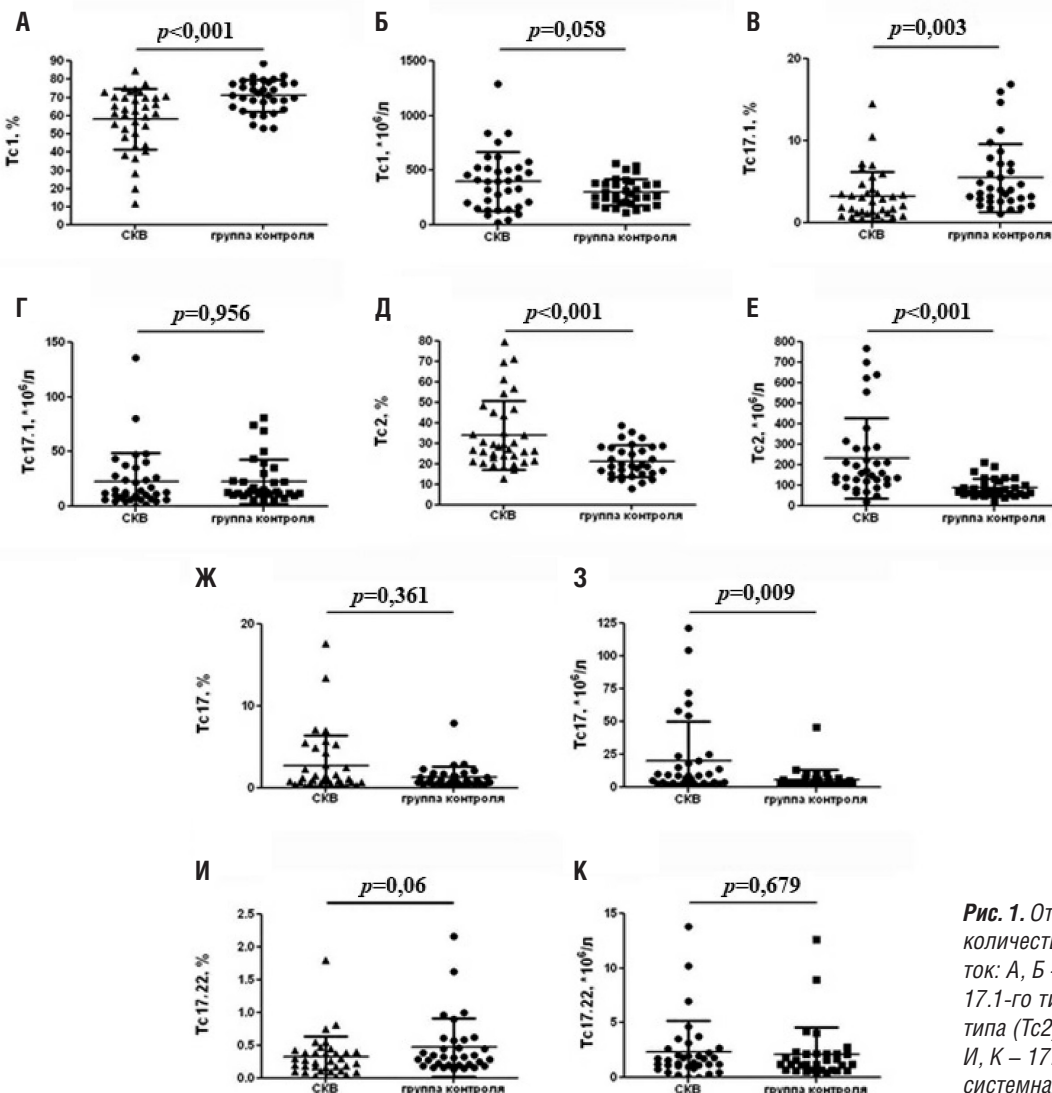 А
p<0,001
Tc1, %
90
80
70
60
50
40
30
20
10
0
СКВ
группа контроля
Б
p=0,058
Tc1, *10⁶/л
1500
1000
500
0
СКВ
группа контроля
В
p=0,003
Tc17.1, %
20
10
0
СКВ
группа контроля
Г
p=0,956
Tc17.1, *10⁶/л
150
100
50
0
СКВ
группа контроля
Д
p<0,001
Tc2, %
80
70
60
50
40
30
20
10
0
СКВ
группа контроля
Е
p<0,001
Tc2, *10⁶/л
800
700
600
500
400
300
200
100
0
СКВ
группа контроля
Ж
p=0,361
Tc17, %
20
10
0
СКВ
группа контроля
З
p=0,009
Tc17, *10⁶/л
125
100
75
50
25
0
СКВ
группа контроля
И
p=0,06
Tc17.22, %
2.5
2.0
1.5
1.0
0.5
0.0
СКВ
группа контроля
К
p=0,679
Tc17.22, *10⁶/л
15
10
5
0
СКВ
группа контроля
Рис. 1. От
количеств
ток: А, Б –
17.1-го ти
типа (Tc2
И, К – 17.
системна